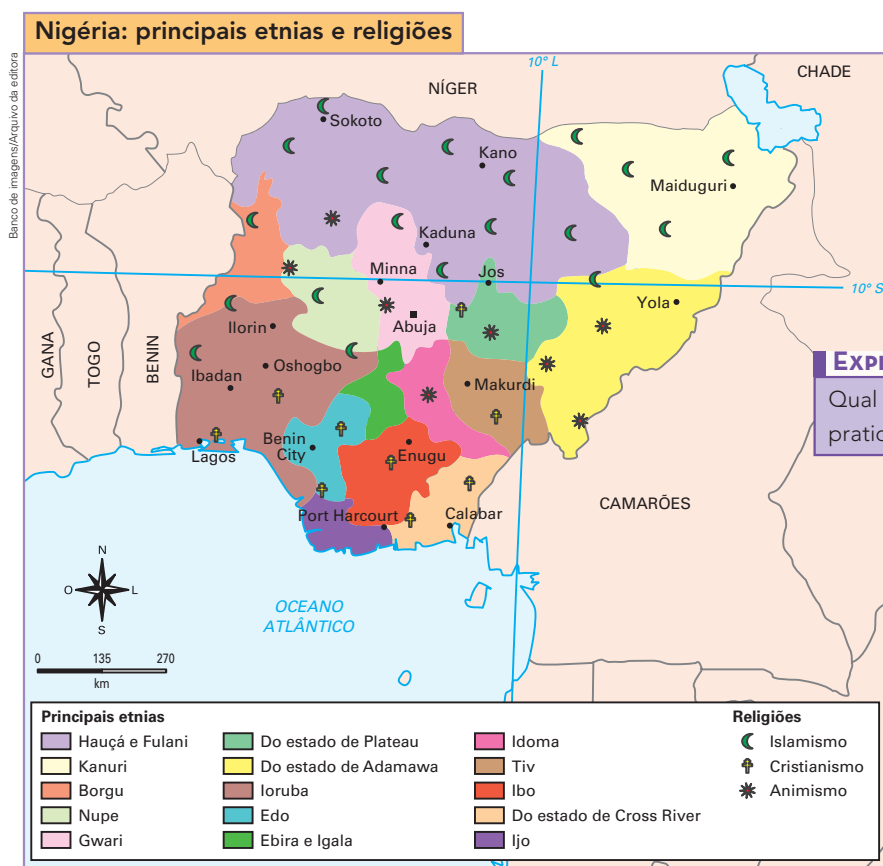 Nigéria: principais etnias e religiões
Banco de imagens/Arquivo da editora
10° L
CHADE
NÍGER
Sokoto
Kano
Maiduguri
Kaduna
Minna
Jos
10° S
Yola
Abuja
Ilorin
GANA
TOGO
BENIN
Oshogbo
Ibadan
Makurdi
EXPL
Qual
pratic
Benin
City
Enugu
Lagos
CAMARÕES
Port Harcourt
Calabar
N
O
L
S
OCEANO
ATLÂNTICO
0 135 270
km
Principais etnias
Hauçá e Fulani
Kanuri
Borgu
Nupe
Gwari
Do estado de Plateau
Do estado de Adamawa
Ioruba
Edo
Ebira e Igala
Idoma
Tiv
Ibo
Do estado de Cross River
Ijo
Religiões
Islamismo
Cristianismo
Animismo